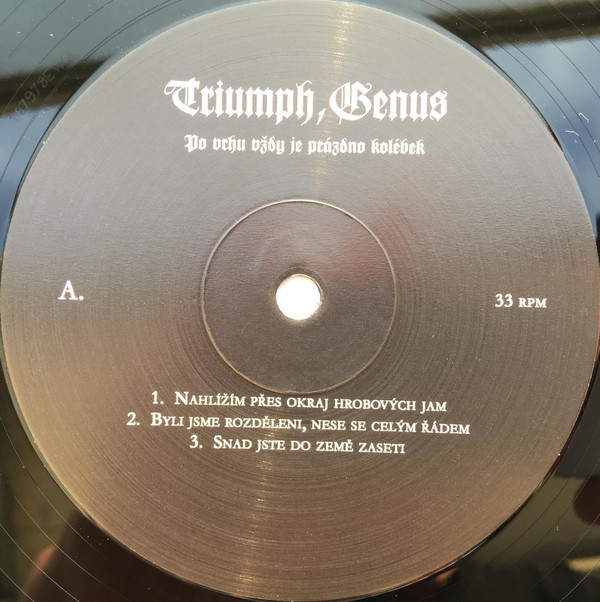 Triumph, Genus
Po vrhu vždy je prázdno kolébek
A.
33 RPM
1. Nahlížím přes okraj hrobových jam
2. Byli jsme rozděleni, nese se celým řádem
3. Snad jste do země zaseti